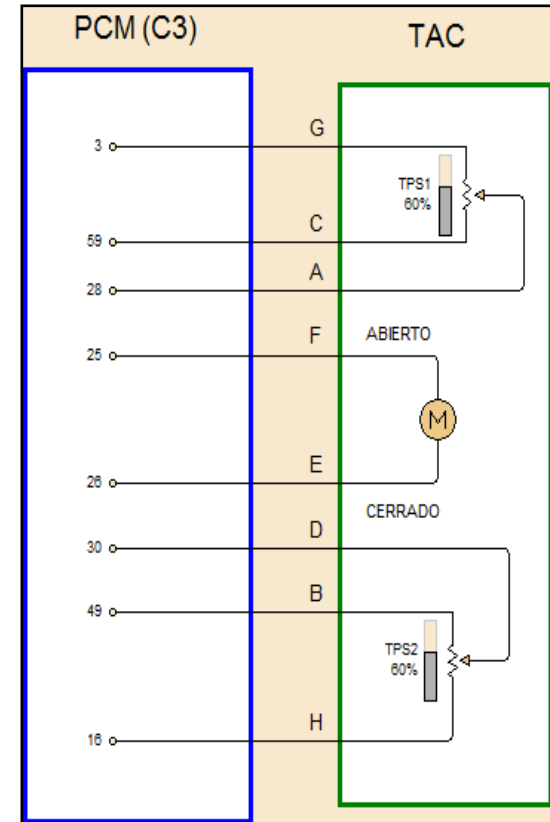 PCM (C3)
TAC
G
3
TPS1
60%
C
59
A
28
F
ABIERTO
25
M
E
26
CERRADO
D
30
B
49
TPS2
60%
H
16